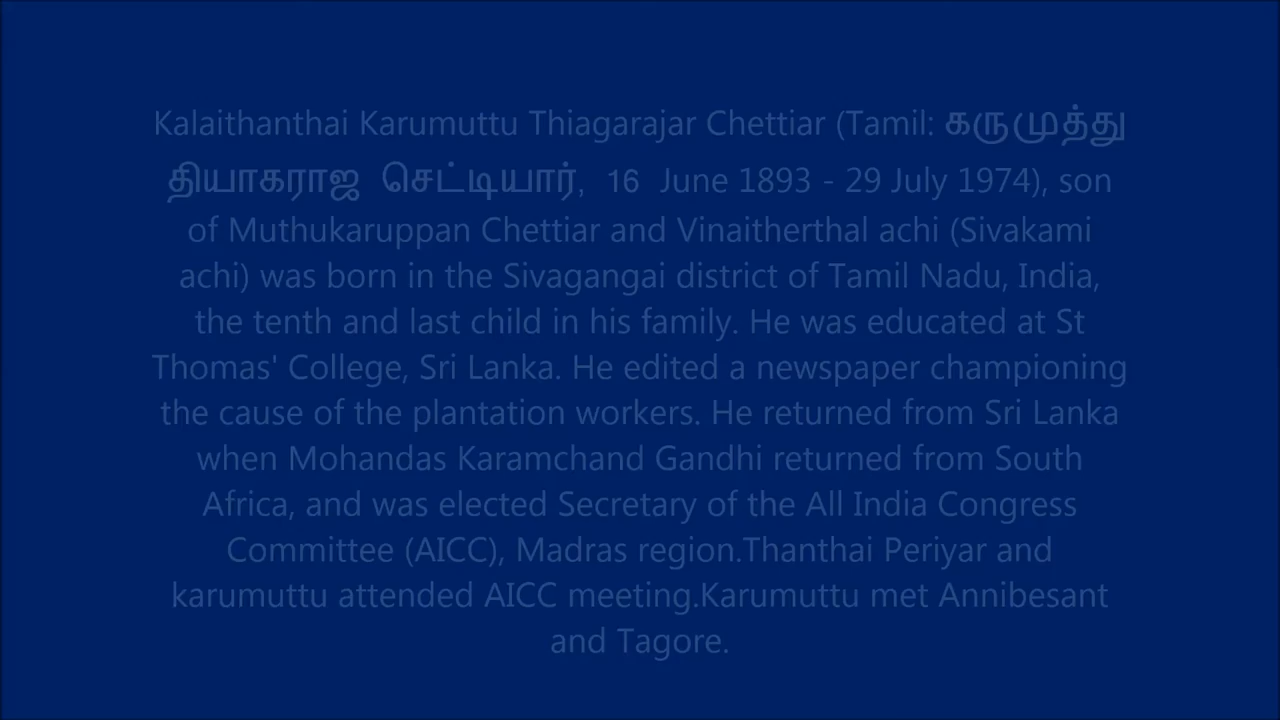 Kalaithanthai Karumuttu Thiagarajar Chettiar (Tamil: கருமுத்து
தியாகராஜ செட்டியார், 16 June 1893 - 29 July 1974), son
of Muthukaruppan Chettiar and Vinaitherthal achi (Sivakami
achi) was born in the Sivagangai district of Tamil Nadu, India,
the tenth and last child in his family. He was educated at St
Thomas' College, Sri Lanka. He edited a newspaper championing
the cause of the plantation workers. He returned from Sri Lanka
when Mohandas Karamchand Gandhi returned from South
Africa, and was elected Secretary of the All India Congress
Committee (AICC), Madras region.Thanthai Periyar and
karumuttu attended AICC meeting.Karumuttu met Annibesant
and Tagore.